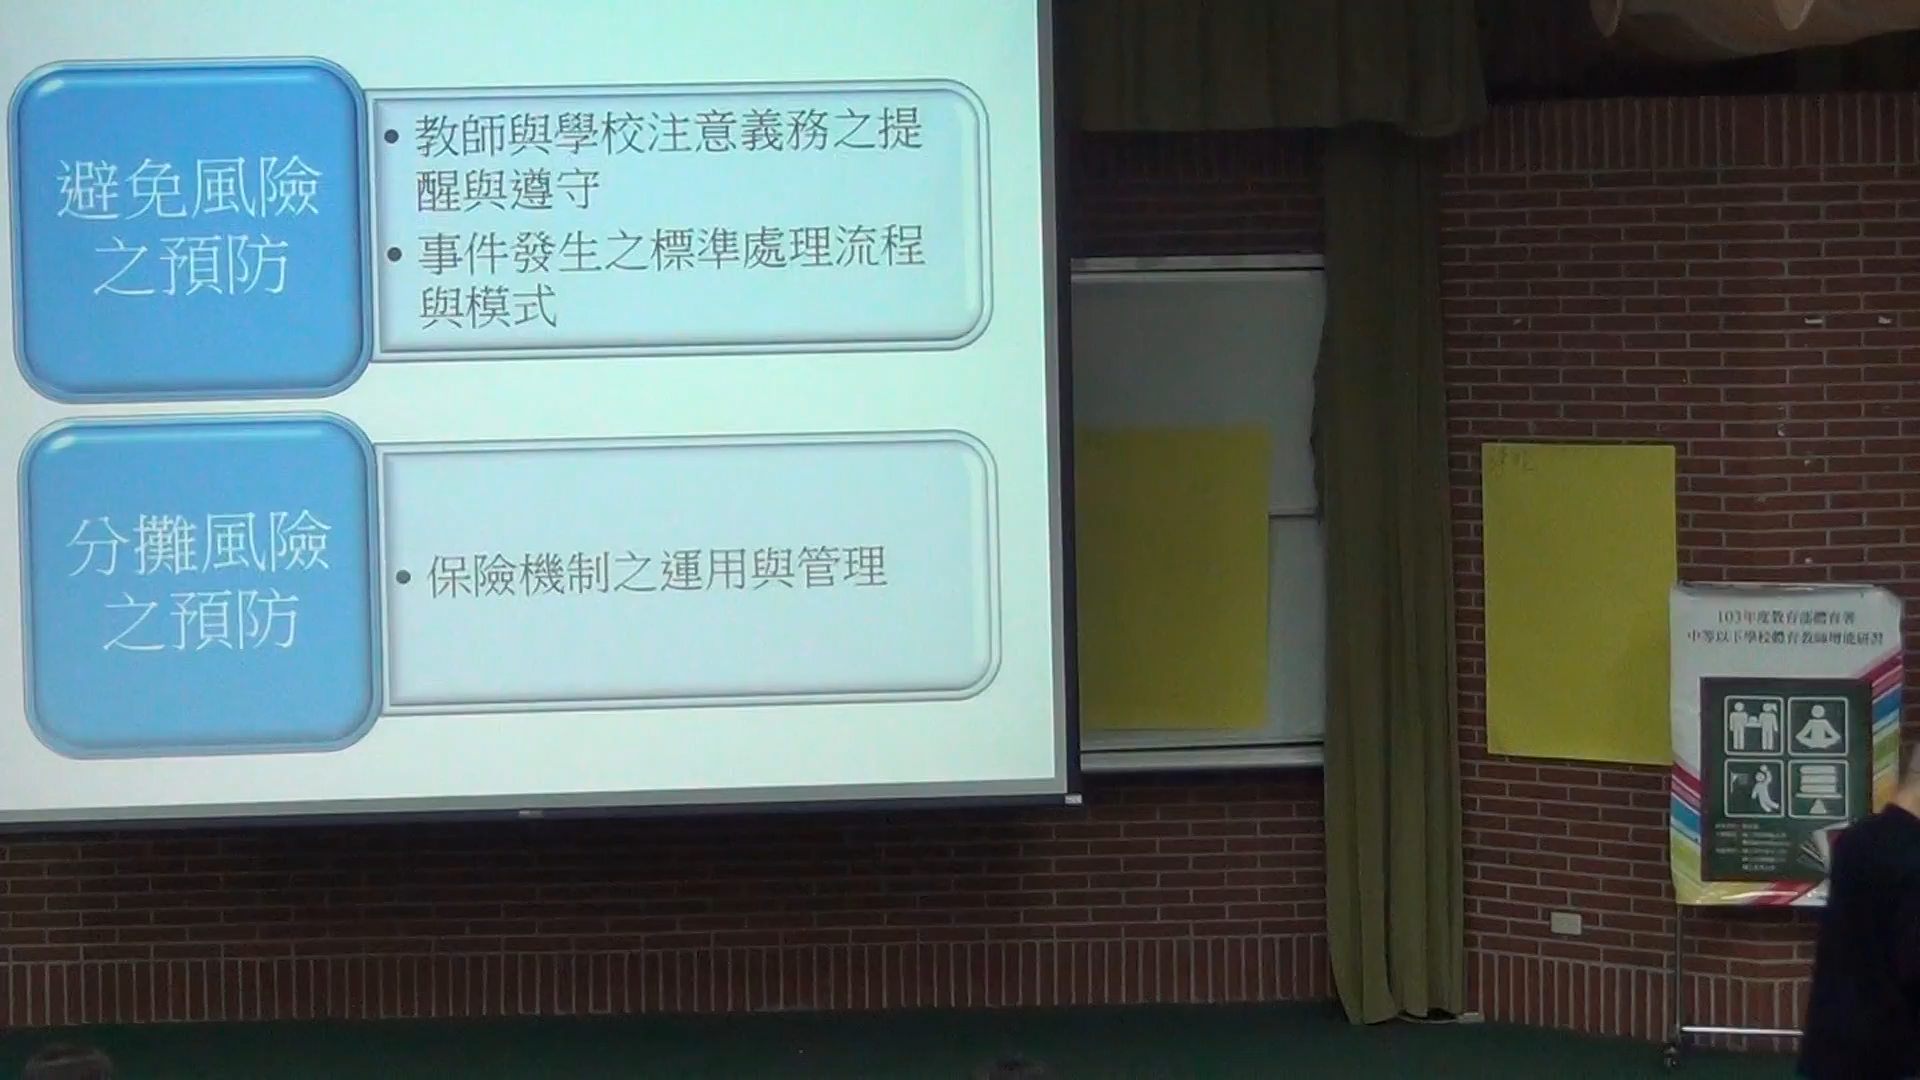 避免風險
之預防
• 教師與學校注意義務之提
醒與遵守
• 事件發生之標準處理流程
與模式
分攤風險
之預防
• 保險機制之運用與管理
103年度教育部體育署
中等以下學校體育教師增能研習